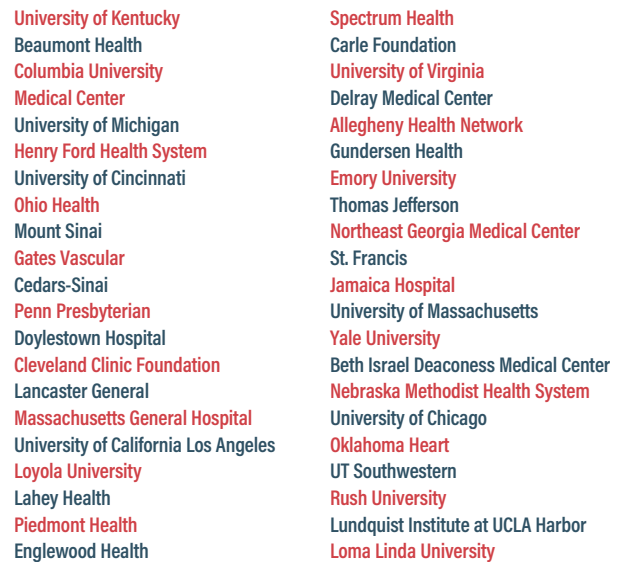 University of Kentucky
Beaumont Health
Columbia University
Medical Center
University of Michigan
Henry Ford Health System
University of Cincinnati
Ohio Health
Mount Sinai
Gates Vascular
Cedars-Sinai
Penn Presbyterian
Doylestown Hospital
Cleveland Clinic Foundation
Lancaster General
Massachusetts General Hospital
University of California Los Angeles
Loyola University
Lahey Health
Piedmont Health
Englewood Health
Spectrum Health
Carle Foundation
University of Virginia
Delray Medical Center
Allegheny Health Network
Gundersen Health
Emory University
Thomas Jefferson
Northeast Georgia Medical Center
St. Francis
Jamaica Hospital
University of Massachusetts
Yale University
Beth Israel Deaconess Medical Center
Nebraska Methodist Health System
University of Chicago
Oklahoma Heart
UT Southwestern
Rush University
Lundquist Institute at UCLA Harbor
Loma Linda University